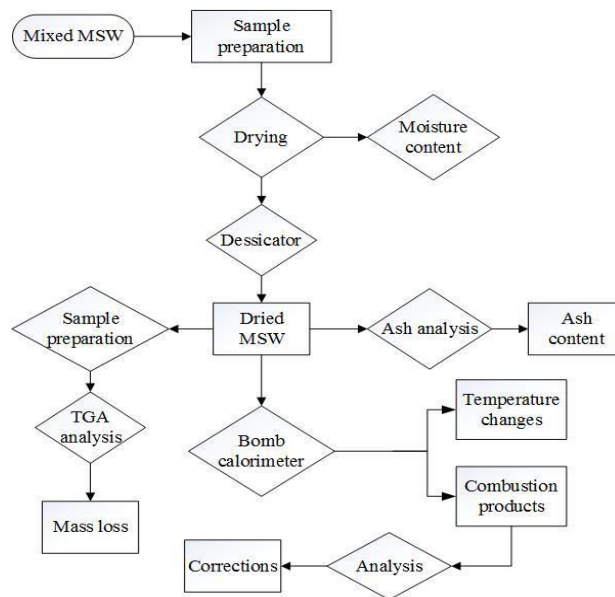 Mixed MSW
Sample
preparation
Drying
Moisture
content
Dessicator
Sample
preparation
Dried
MSW
Ash analysis
Ash
content
TGA
analysis
Bomb
calorimeter
Temperature
changes
Mass loss
Combustion
products
Corrections
Analysis